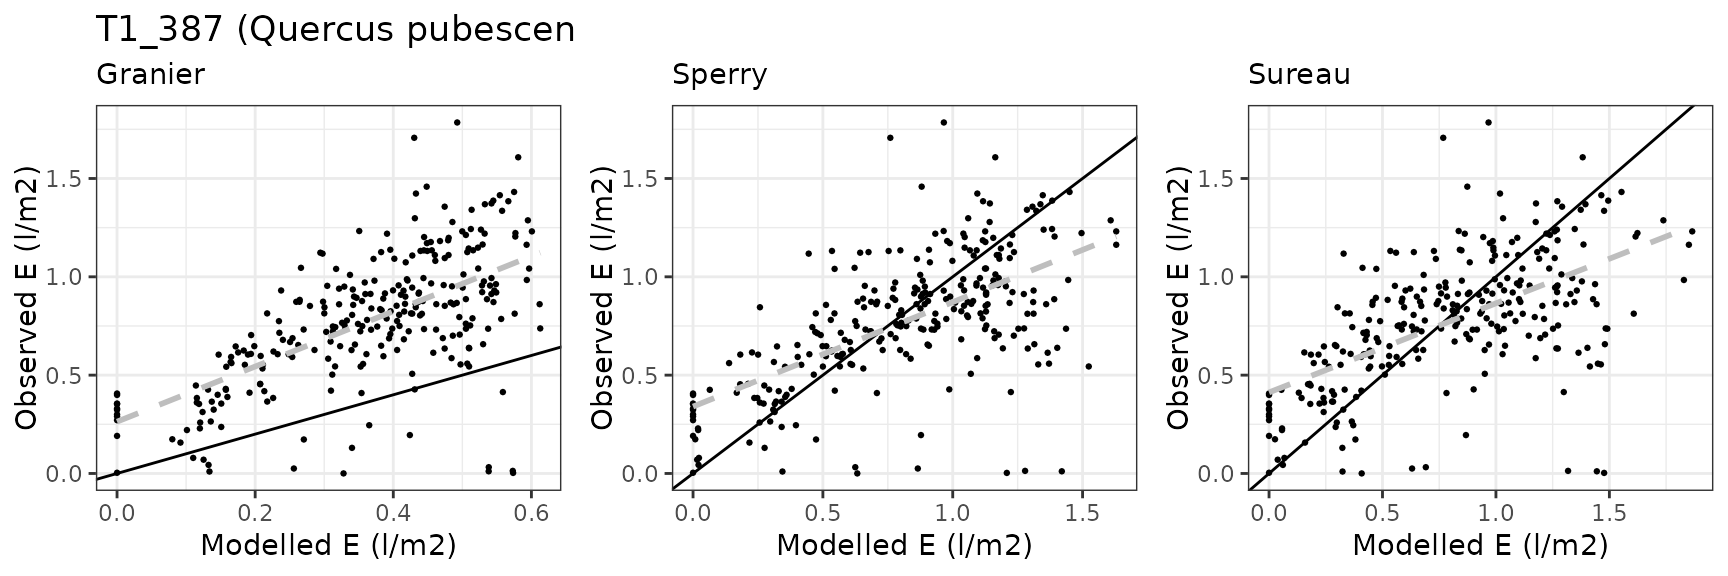 T1_387 (Quercus pubescen
Granier
Sperry
Sureau
Observed E (l/m2)
1.5
1.0
0.5
0.0
0.0 0.2 0.4 0.6
Modelled E (l/m2)
Observed E (l/m2)
1.5
1.0
0.5
0.0
0.0 0.5 1.0 1.5
Modelled E (l/m2)
Observed E (l/m2)
1.5
1.0
0.5
0.0
0.0 0.5 1.0 1.5
Modelled E (l/m2)